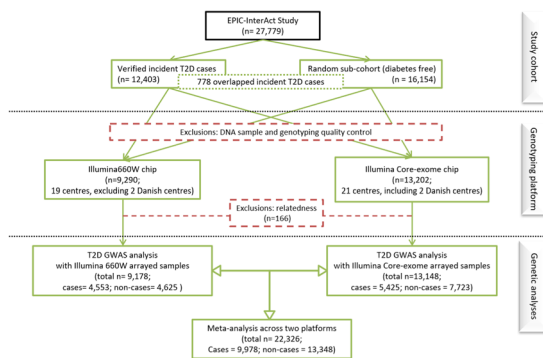 EPIC-InterAct Study
(n= 27,779)
Verified incident T2D cases
(n= 12,403)
Random sub-cohort (diabetes free)
(n = 16,154)
778 overlapped incident T2D cases
Study cohort
Exclusions: DNA sample and genotyping quality control
Illumina660W chip
(n=9,290;
19 centres, excluding 2 Danish centres)
Illumina Core-exome chip
(n=13,202;
21 centres, including 2 Danish centres)
Genotyping platform
Exclusions: relatedness
(n=166)
T2D GWAS analysis
with Illumina 660W arrayed samples
(total n= 9,178;
cases= 4,553; non-cases= 4,625 )
T2D GWAS analysis
with Illumina Core-exome arrayed samples
(total n=13,148;
cases= 5,425; non-cases= 7,723)
Genetic analyses
Meta-analysis across two platforms
(total n= 22,326;
Cases = 9,978; non-cases= 13,348)